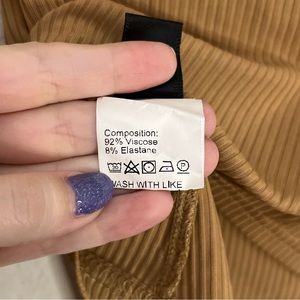 Composition:
92% Viscose
8% Elastane
WASH WITH LIKE